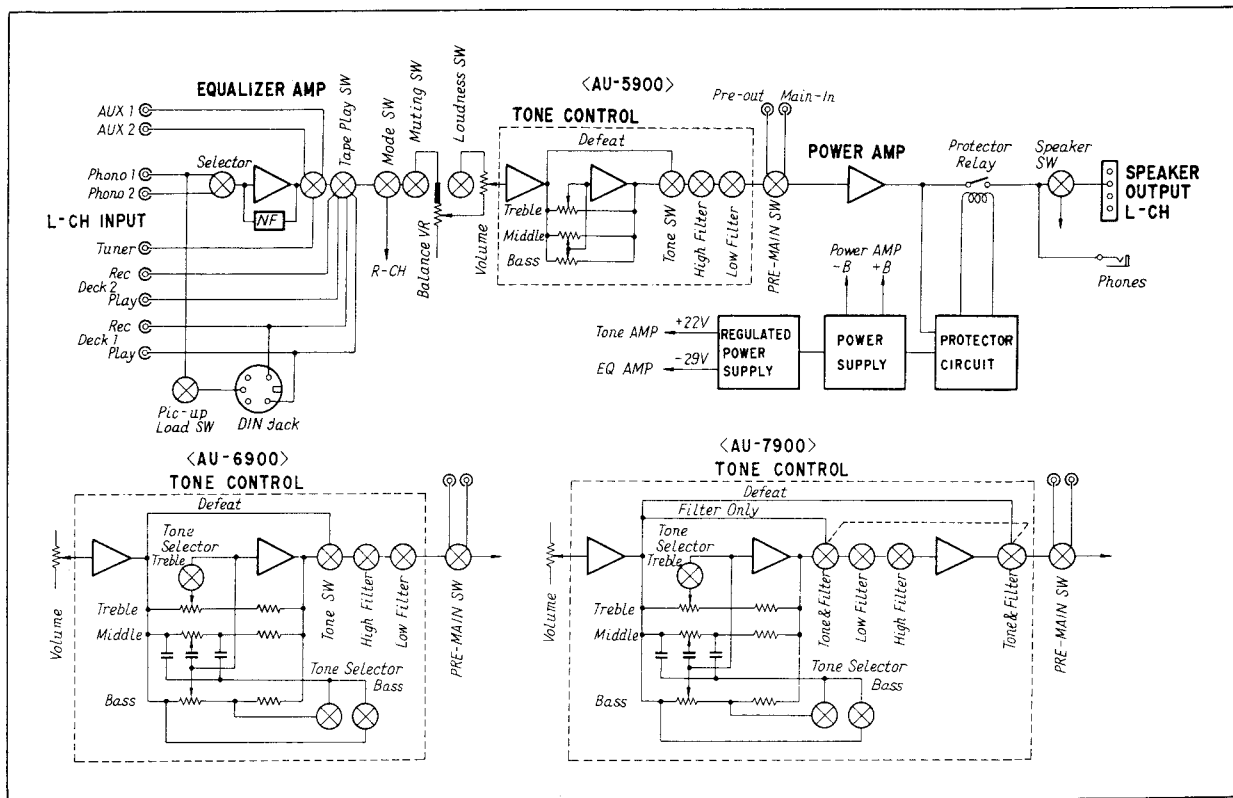 EQUALIZER AMP
AUX 1
AUX 2
Phono 1
Phono 2
L-CH INPUT
Tuner
Rec
Deck 2
Play
Rec
Deck 1
Play
Selector
NF
Tape Play SW
Mode SW
Muting SW
Loudness SW
R-CH
Balance VR
Volume
Pic-up
Load SW
DIN Jack
<AU-5900>
TONE CONTROL
Defeat
Treble
Middle
Bass
Tone SW
High Filter
Low Filter
Pre-out
Main-In
PRE-MAIN SW
POWER AMP
Protector
Relay
Speaker
SW
SPEAKER
OUTPUT
L-CH
Phones
Power AMP
-B
+B
Tone AMP
+22V
EQ AMP
-29V
REGULATED
POWER
SUPPLY
POWER
SUPPLY
PROTECTOR
CIRCUIT
<AU-6900>
TONE CONTROL
Defeat
Tone
Selector
Treble
Treble
Middle
Bass
Volume
Tone SW
High Filter
Low Filter
Tone Selector
Bass
PRE-MAIN SW
<AU-7900>
TONE CONTROL
Defeat
Filter Only
Tone
Selector
Treble
Treble
Middle
Bass
Volume
Tone&Filter
Low Filter
High Filter
Tone&Filter
Tone Selector
Bass
PRE-MAIN SW